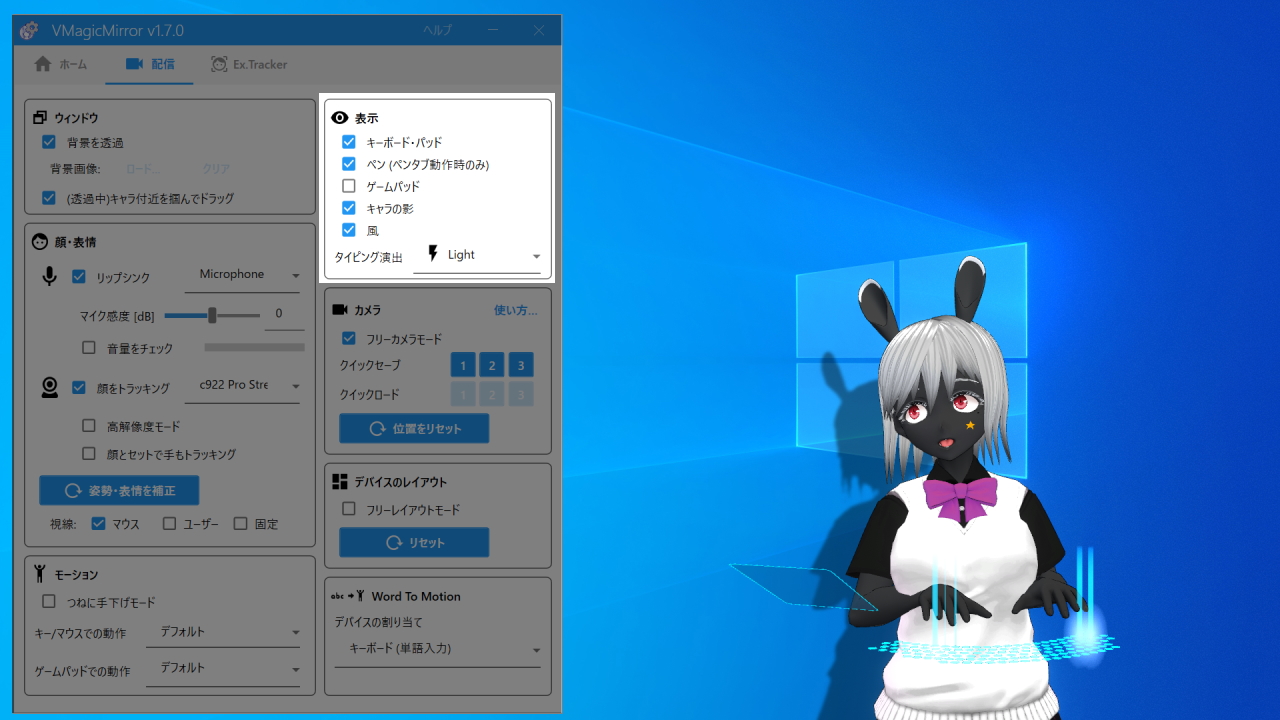 VMagicMirror v1.7.0
ヘルプ
ホーム
配信
Ex.Tracker
ウィンドウ
背景を透過
背景画像: ロード... クリア
(透過中)キャラ付近を掴んでドラッグ
顔・表情
リップシンク Microphone
マイク感度 [dB] 0
音量をチェック
顔をトラッキング c922 Pro Stre
高解像度モード
顔とセットで手もトラッキング
姿勢・表情を補正
視線: マウス ユーザー 固定
モーション
つねに手下げモード
キー/マウスでの動作 デフォルト
ゲームパッドでの動作 デフォルト
表示
キーボード・パッド
ペン (ペンタブ動作時のみ)
ゲームパッド
キャラの影
風
タイピング演出 Light
カメラ 使い方...
フリーカメラモード
クイックセーブ 1 2 3
クイックロード 1 2 3
位置をリセット
デバイスのレイアウト
フリーレイアウトモード
リセット
abc Word To Motion
デバイスの割り当て
キーボード (単語入力)